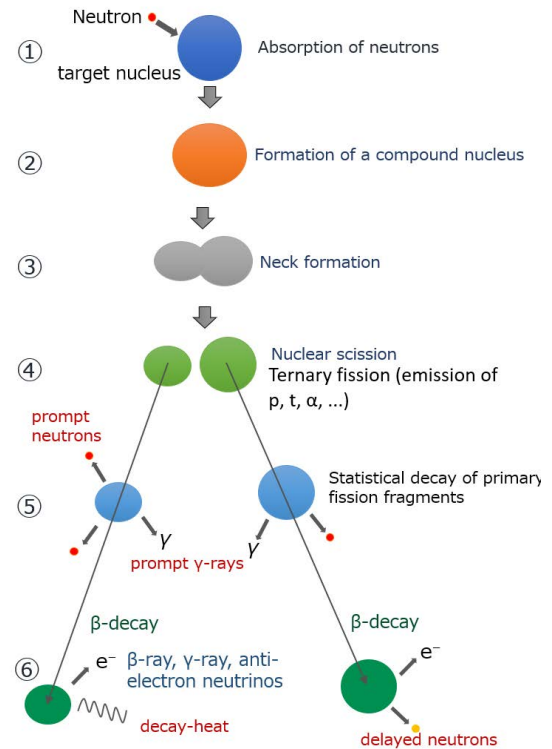 Neutron
①
Absorption of neutrons
target nucleus
②
Formation of a compound nucleus
③
Neck formation
④
Nuclear scission
Ternary fission (emission of
p, t, α, ...)
prompt
neutrons
⑤
Statistical decay of primary
fission fragments
γ
γ
prompt γ-rays
β-decay
β-decay
⑥
e⁻
β-ray, γ-ray, anti-
electron neutrinos
e⁻
decay-heat
delayed neutrons